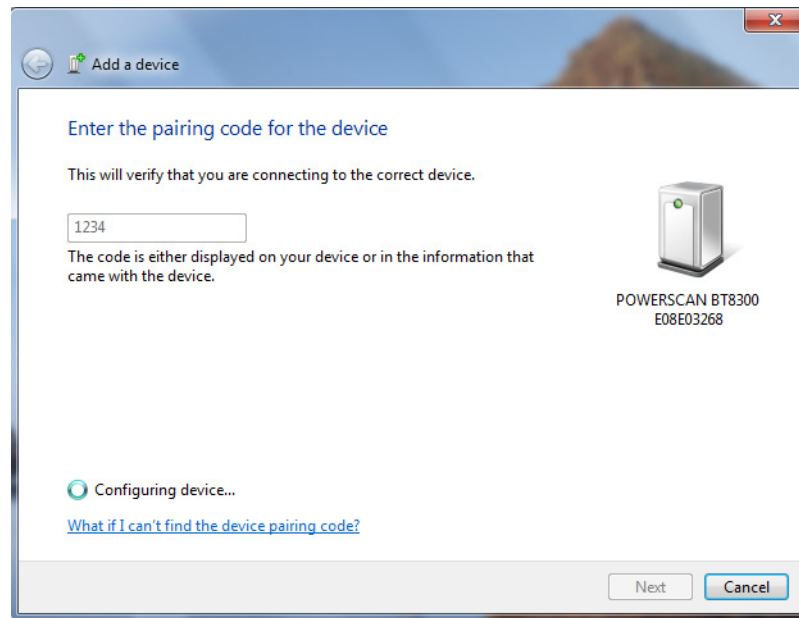 Add a device
Enter the pairing code for the device
This will verify that you are connecting to the correct device.
1234
The code is either displayed on your device or in the information that
came with the device.
POWERSCAN BT8300
E08E03268
Configuring device...
What if I can't find the device pairing code?
Next
Cancel